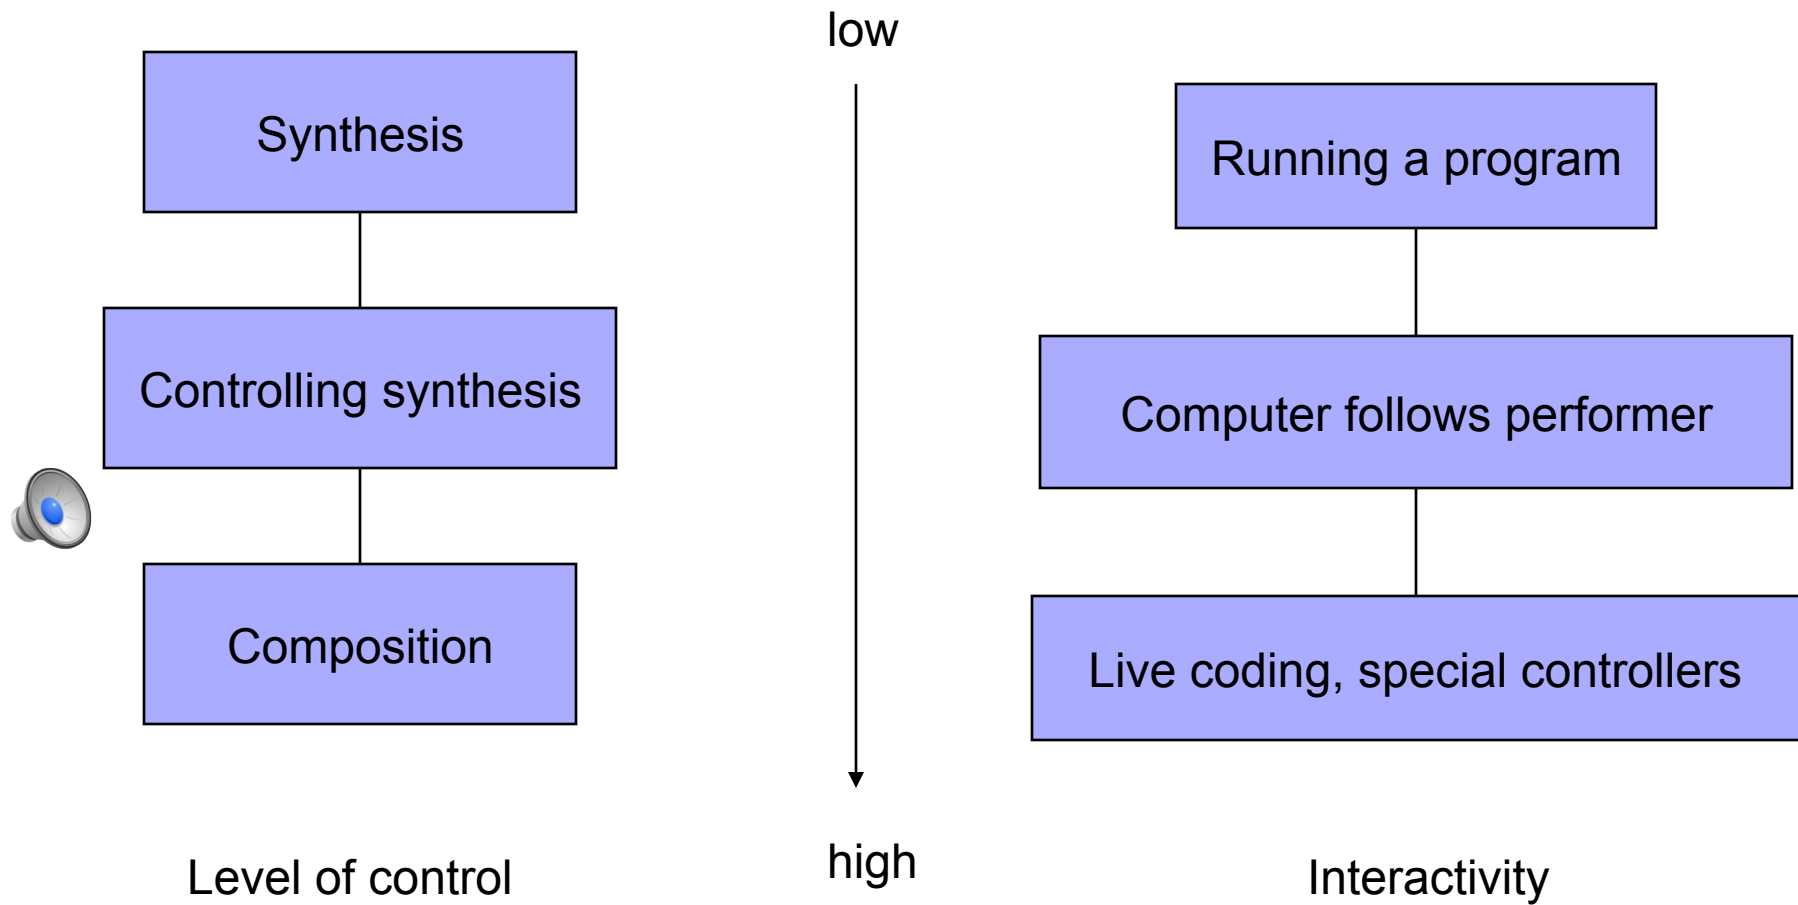 low
Synthesis
Running a program
Controlling synthesis
Computer follows performer
Composition
Live coding, special controllers
Level of control
high
Interactivity